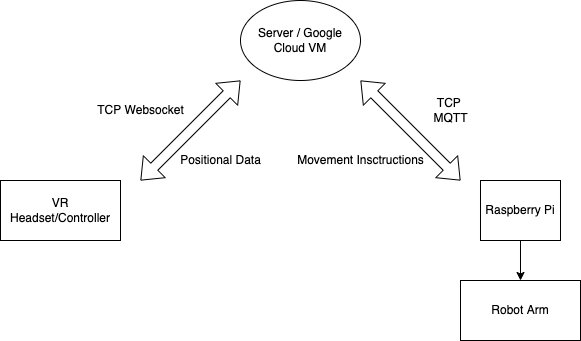 Server / Google
Cloud VM
TCP Websocket
TCP
MQTT
Positional Data
Movement Insctructions
VR
Headset/Controller
Raspberry Pi
Robot Arm